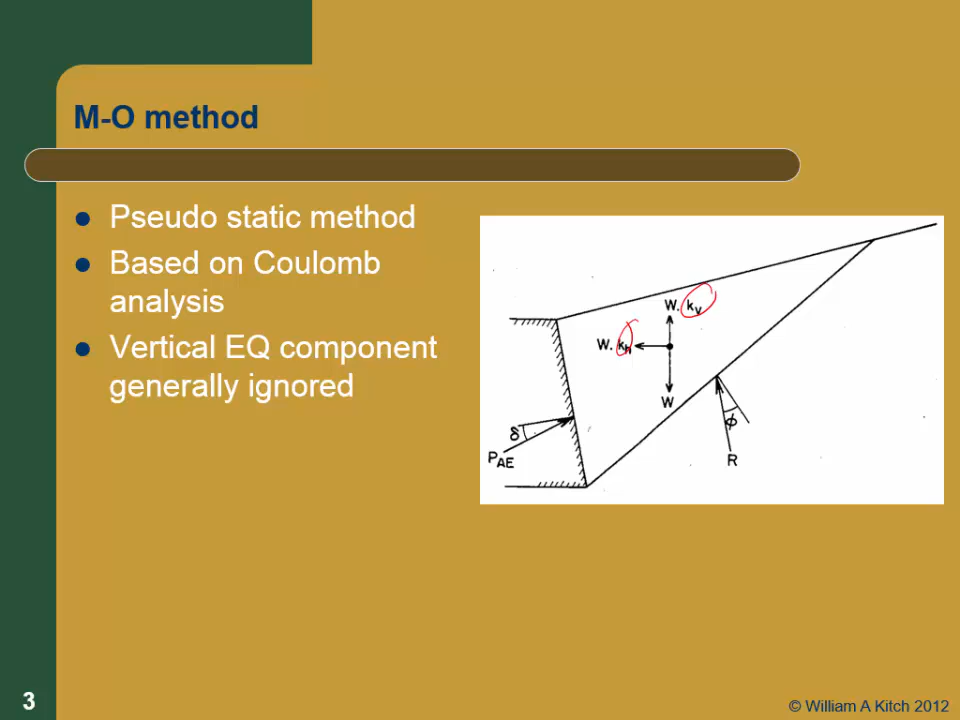 M-O method
Pseudo static method
Based on Coulomb
analysis
Vertical EQ component
generally ignored
W. kv
W. kh
W
δ
PAE
ϕ
R
3
© William A Kitch 2012